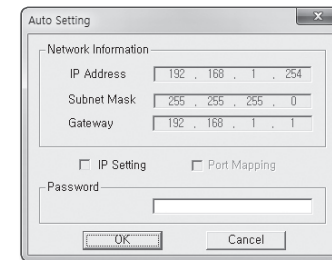 Auto Setting
Network Information
IP Address 192 . 168 . 1 . 254
Subnet Mask 255 . 255 . 255 . 0
Gateway 192 . 168 . 1 . 1
IP Setting Port Mapping
Password
OK Cancel